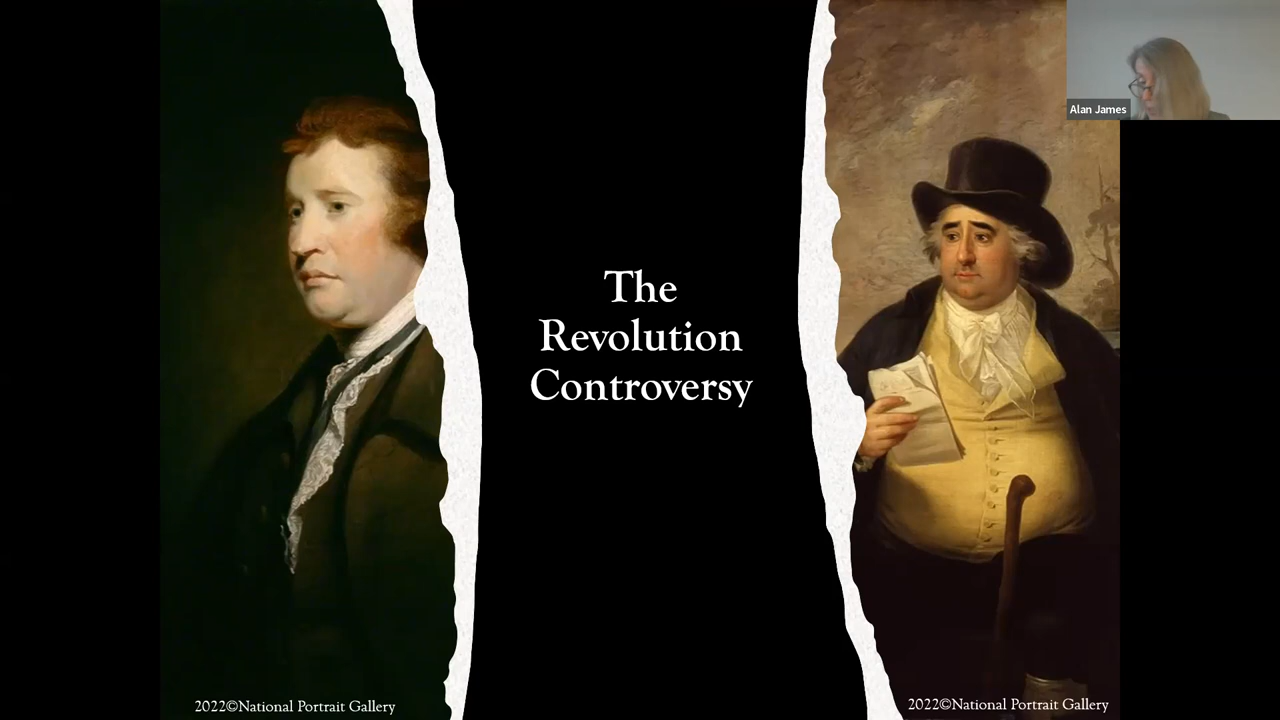 Alan James
The
Revolution
Controversy
2022©National Portrait Gallery
2022©National Portrait Gallery